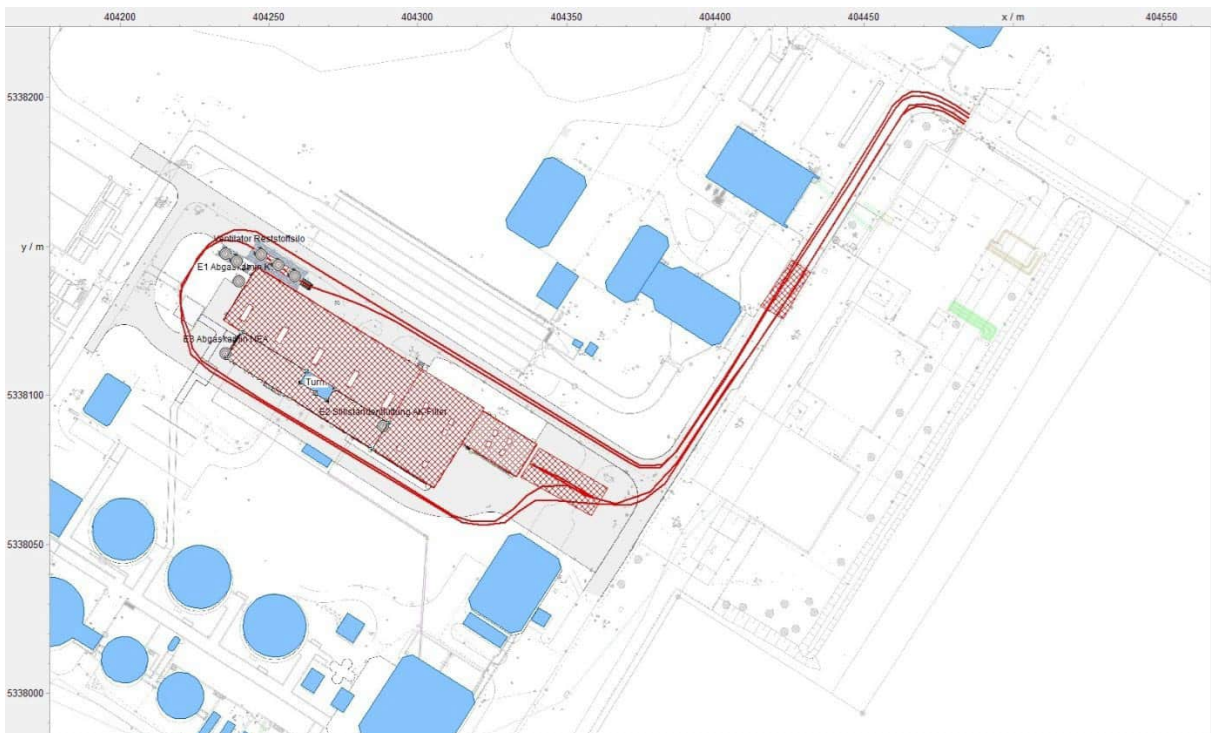 404200 404250 404300 404350 404400 404450 x / m 404550
5338200
y / m
5338100
5338050
5338000
Ventilator Reststoffsilo
E1 Abgaskamin K
E3 Abgaskamin NEA
Turm
E2 Stillstandentlüftung AK Filter